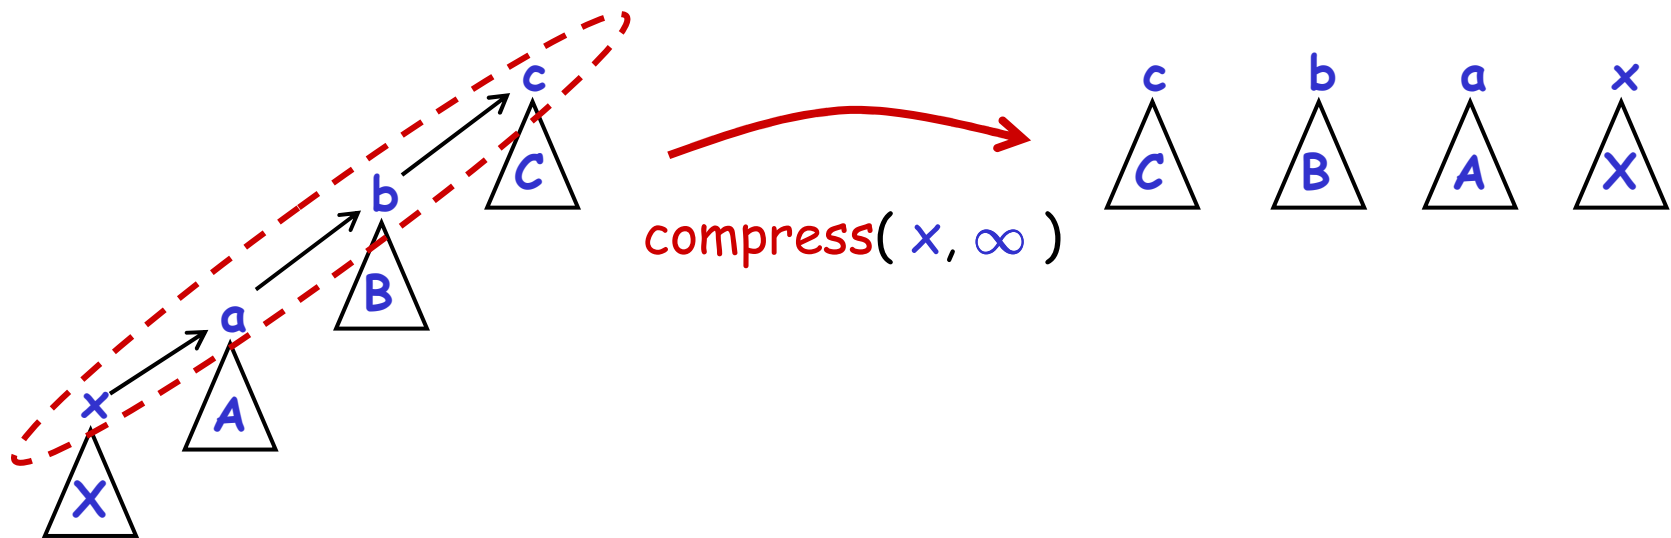 c b a x
c
C B A X
C
b
compress( x, ∞ )
B
a
x
A
X